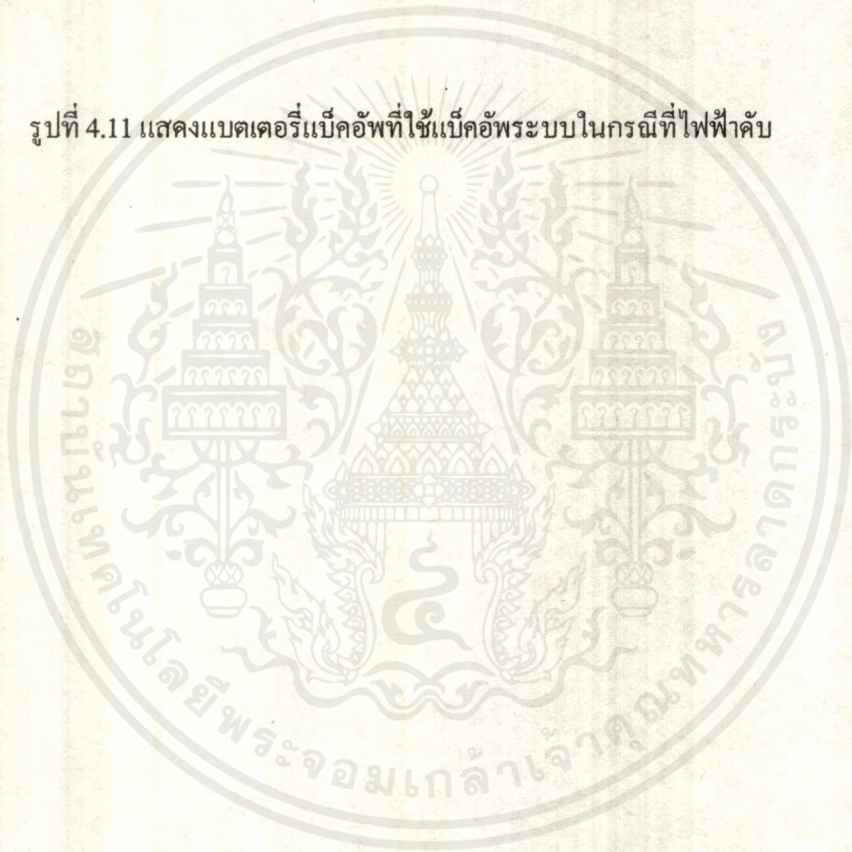 รูปที่ 4.11 แสดงแบตเตอรี่แบ็คอัพที่ใช้แบ็คอัพระบบในกรณีที่ไฟฟ้าดับ
สถาบันเทคโนโลยีพระจอมเกล้าเจ้าคุณทหารลาดกระบัง
๔